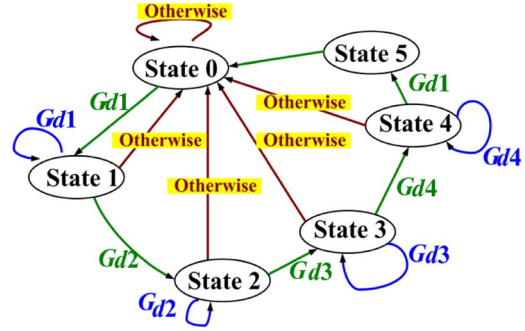 Otherwise
State 5
State 0
Gd1
Gd1
Otherwise
Gd1
State 4
Otherwise
Otherwise
Gd4
State 1
Otherwise
Gd4
State 3
Gd2
Gd3
Gd3
State 2
Gd2